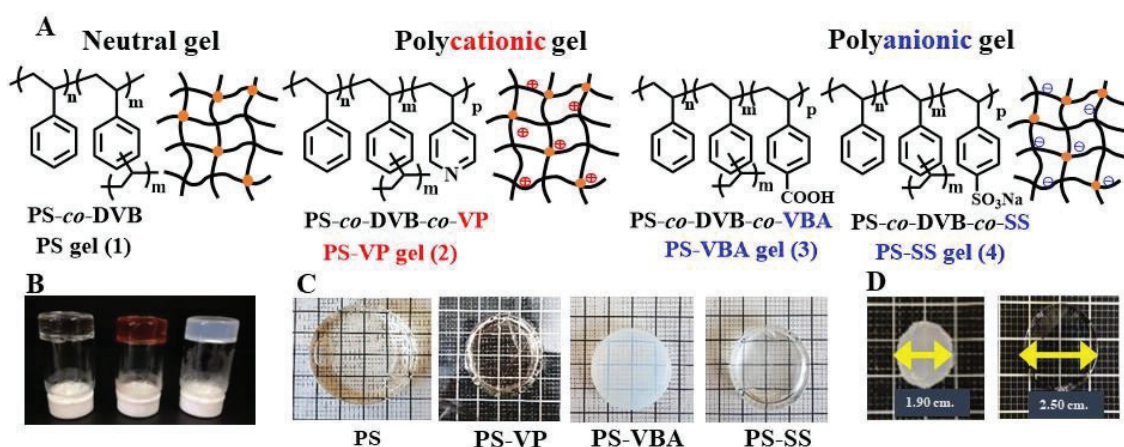 A
Neutral gel
Polycationic gel
Polyanionic gel
n
m
m
PS-co-DVB
PS gel (1)
n
m
p
m
N
PS-co-DVB-co-VP
PS-VP gel (2)
n
m
p
m
COOH
PS-co-DVB-co-VBA
PS-VBA gel (3)
n
m
p
m
SO3Na
PS-co-DVB-co-SS
PS-SS gel (4)
B
C
PS
PS-VP
PS-VBA
PS-SS
D
1.90 cm.
2.50 cm.